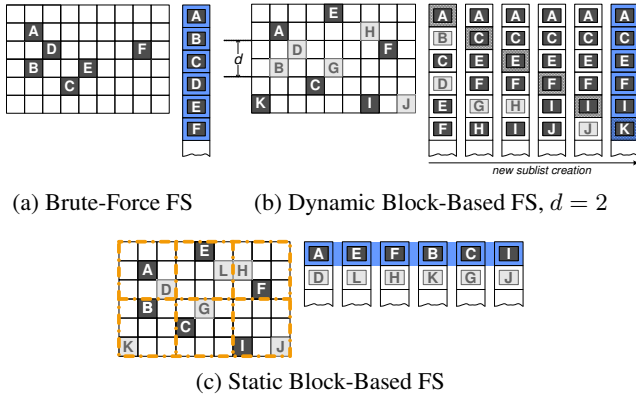 A
D F
B E
C
A
B
C
D
E
F
(a) Brute-Force FS
E
A H
D F
d
B G
C
K I J
A A A A A A
B C C C C C
C E E E E E
D F F F F F
E G H I I I
F H I J J K
new sublist creation
(b) Dynamic Block-Based FS, d = 2
E
A L H
D F
B G
C
K I J
A E F B C I
D L H K G J
(c) Static Block-Based FS